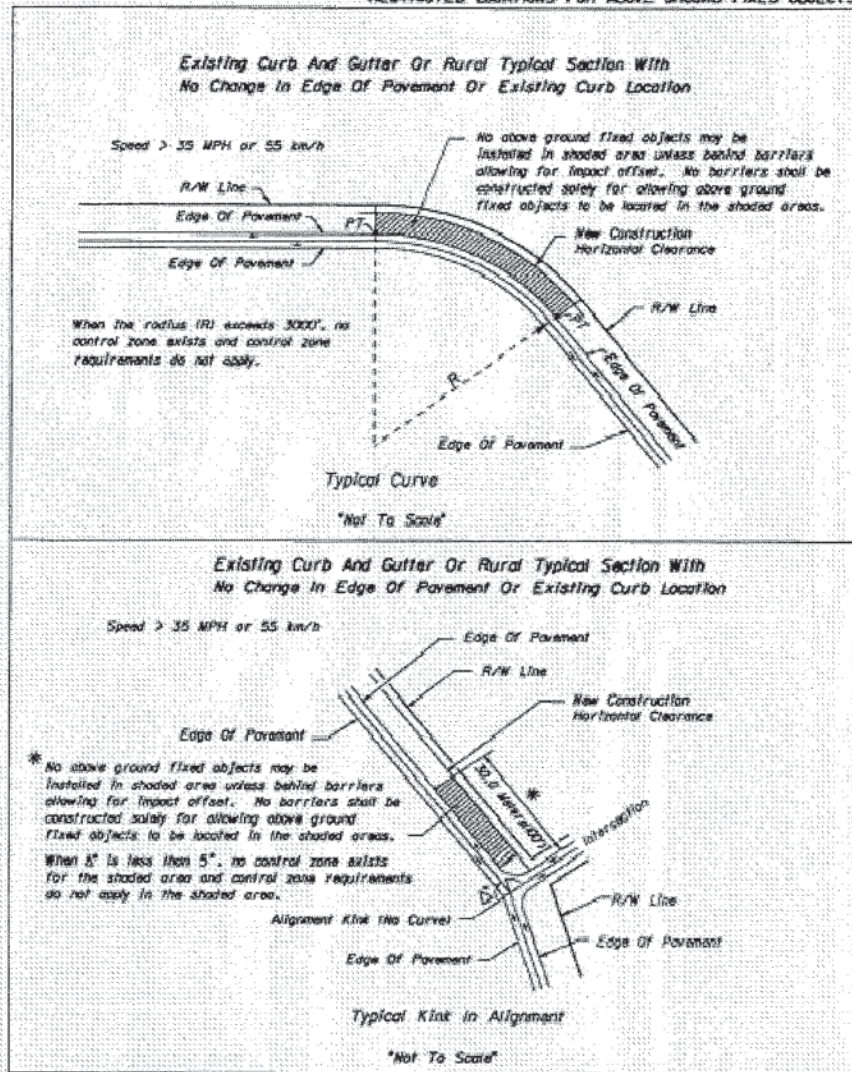 RESTRICTED LOCATIONS FOR ABOVE GROUND FIXED OBJECTS
Existing Curb And Gutter Or Rural Typical Section With
No Change In Edge Of Pavement Or Existing Curb Location
Speed > 35 MPH or 55 km/h
No above ground fixed objects may be
installed in shaded area unless behind barriers
allowing for impact offset. No barriers shall be
constructed solely for allowing above ground
fixed objects to be located in the shaded areas.
R/W Line
Edge Of Pavement
PT
New Construction
Horizontal Clearance
Edge Of Pavement
R/W Line
PT
When the radius (R) exceeds 3000', no
control zone exists and control zone
requirements do not apply.
R
Edge Of Pavement
Edge Of Pavement
Typical Curve
"Not To Scale"
Existing Curb And Gutter Or Rural Typical Section With
No Change In Edge Of Pavement Or Existing Curb Location
Speed > 35 MPH or 55 km/h
Edge Of Pavement
R/W Line
New Construction
Horizontal Clearance
Edge Of Pavement
* No above ground fixed objects may be
installed in shaded area unless behind barriers
allowing for impact offset. No barriers shall be
constructed solely for allowing above ground
fixed objects to be located in the shaded areas.
30.0 Meters(100') *
Intersection
When Δ° is less than 5°, no control zone exists
for the shaded area and control zone requirements
do not apply in the shaded area.
Δ°
R/W Line
Alignment Kink (No Curve)
Edge Of Pavement
Edge Of Pavement
Typical Kink In Alignment
"Not To Scale"